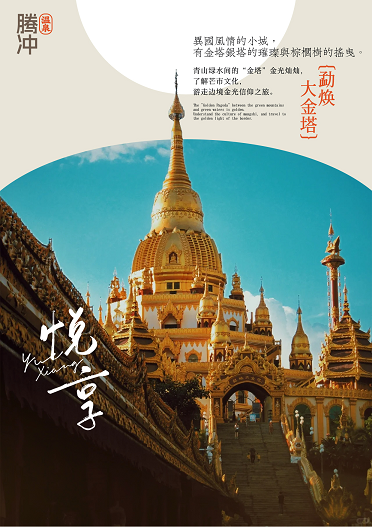 腾冲
温泉
異國風情的小城，
有金塔銀塔的璀璨與棕櫚樹的搖曳。
青山绿水间的“金塔”金光灿灿，
了解芒市文化，
游走边境金光信仰之旅。
The "Golden Pagoda" between the green mountains
and green waters is golden.
Understand the culture of mangshi, and travel to
the golden light of the border.
{勐焕
大金塔}
悦享
Yue
Xiang